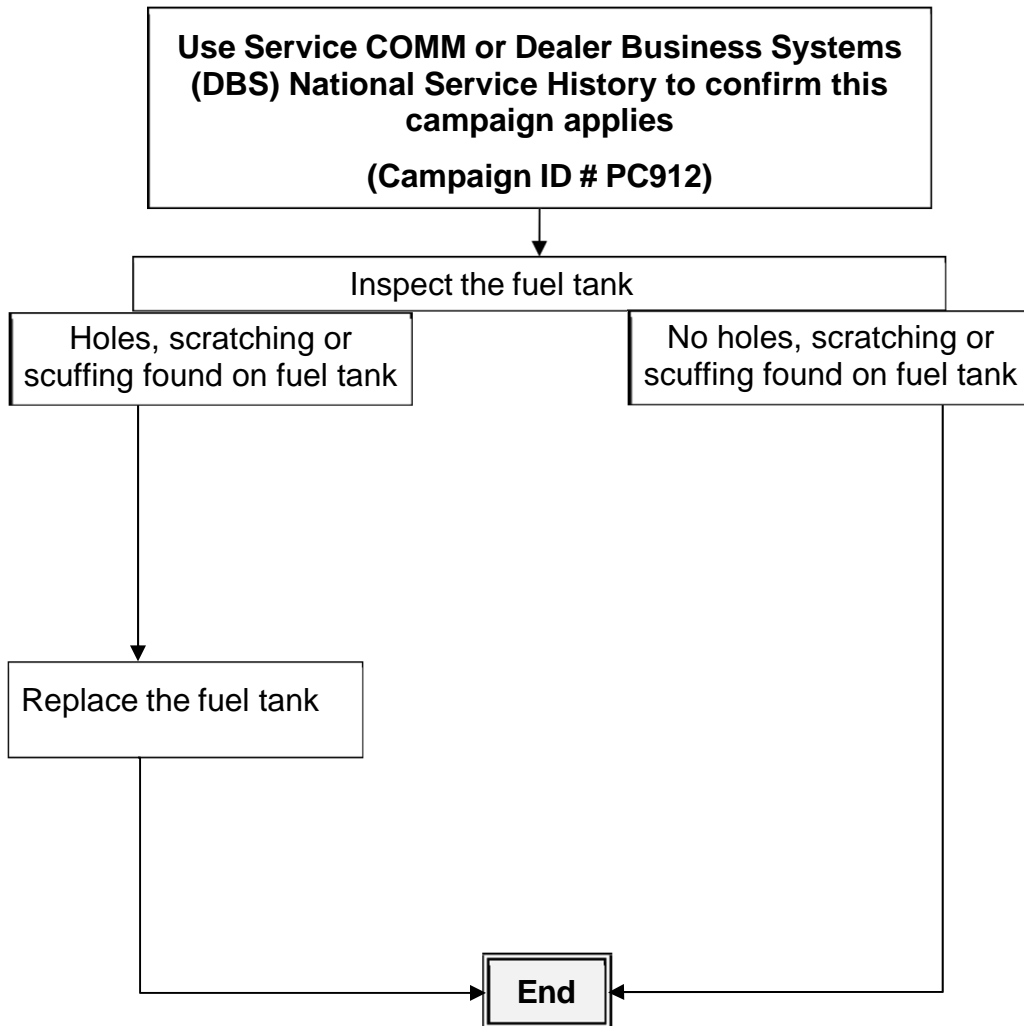 Use Service COMM or Dealer Business Systems
(DBS) National Service History to confirm this
campaign applies
(Campaign ID # PC912)
Inspect the fuel tank
Holes, scratching or
scuffing found on fuel tank
No holes, scratching or
scuffing found on fuel tank
Replace the fuel tank
End